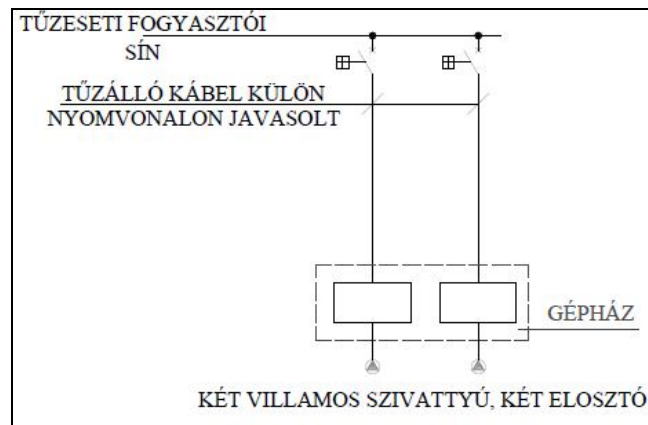 TŰZESETI FOGYASZTÓI
SÍN
TŰZÁLLÓ KÁBEL KÜLÖN
NYOMVONALON JAVASOLT
GÉPHÁZ
KÉT VILLAMOS SZIVATTYÚ, KÉT ELOSZTÓ